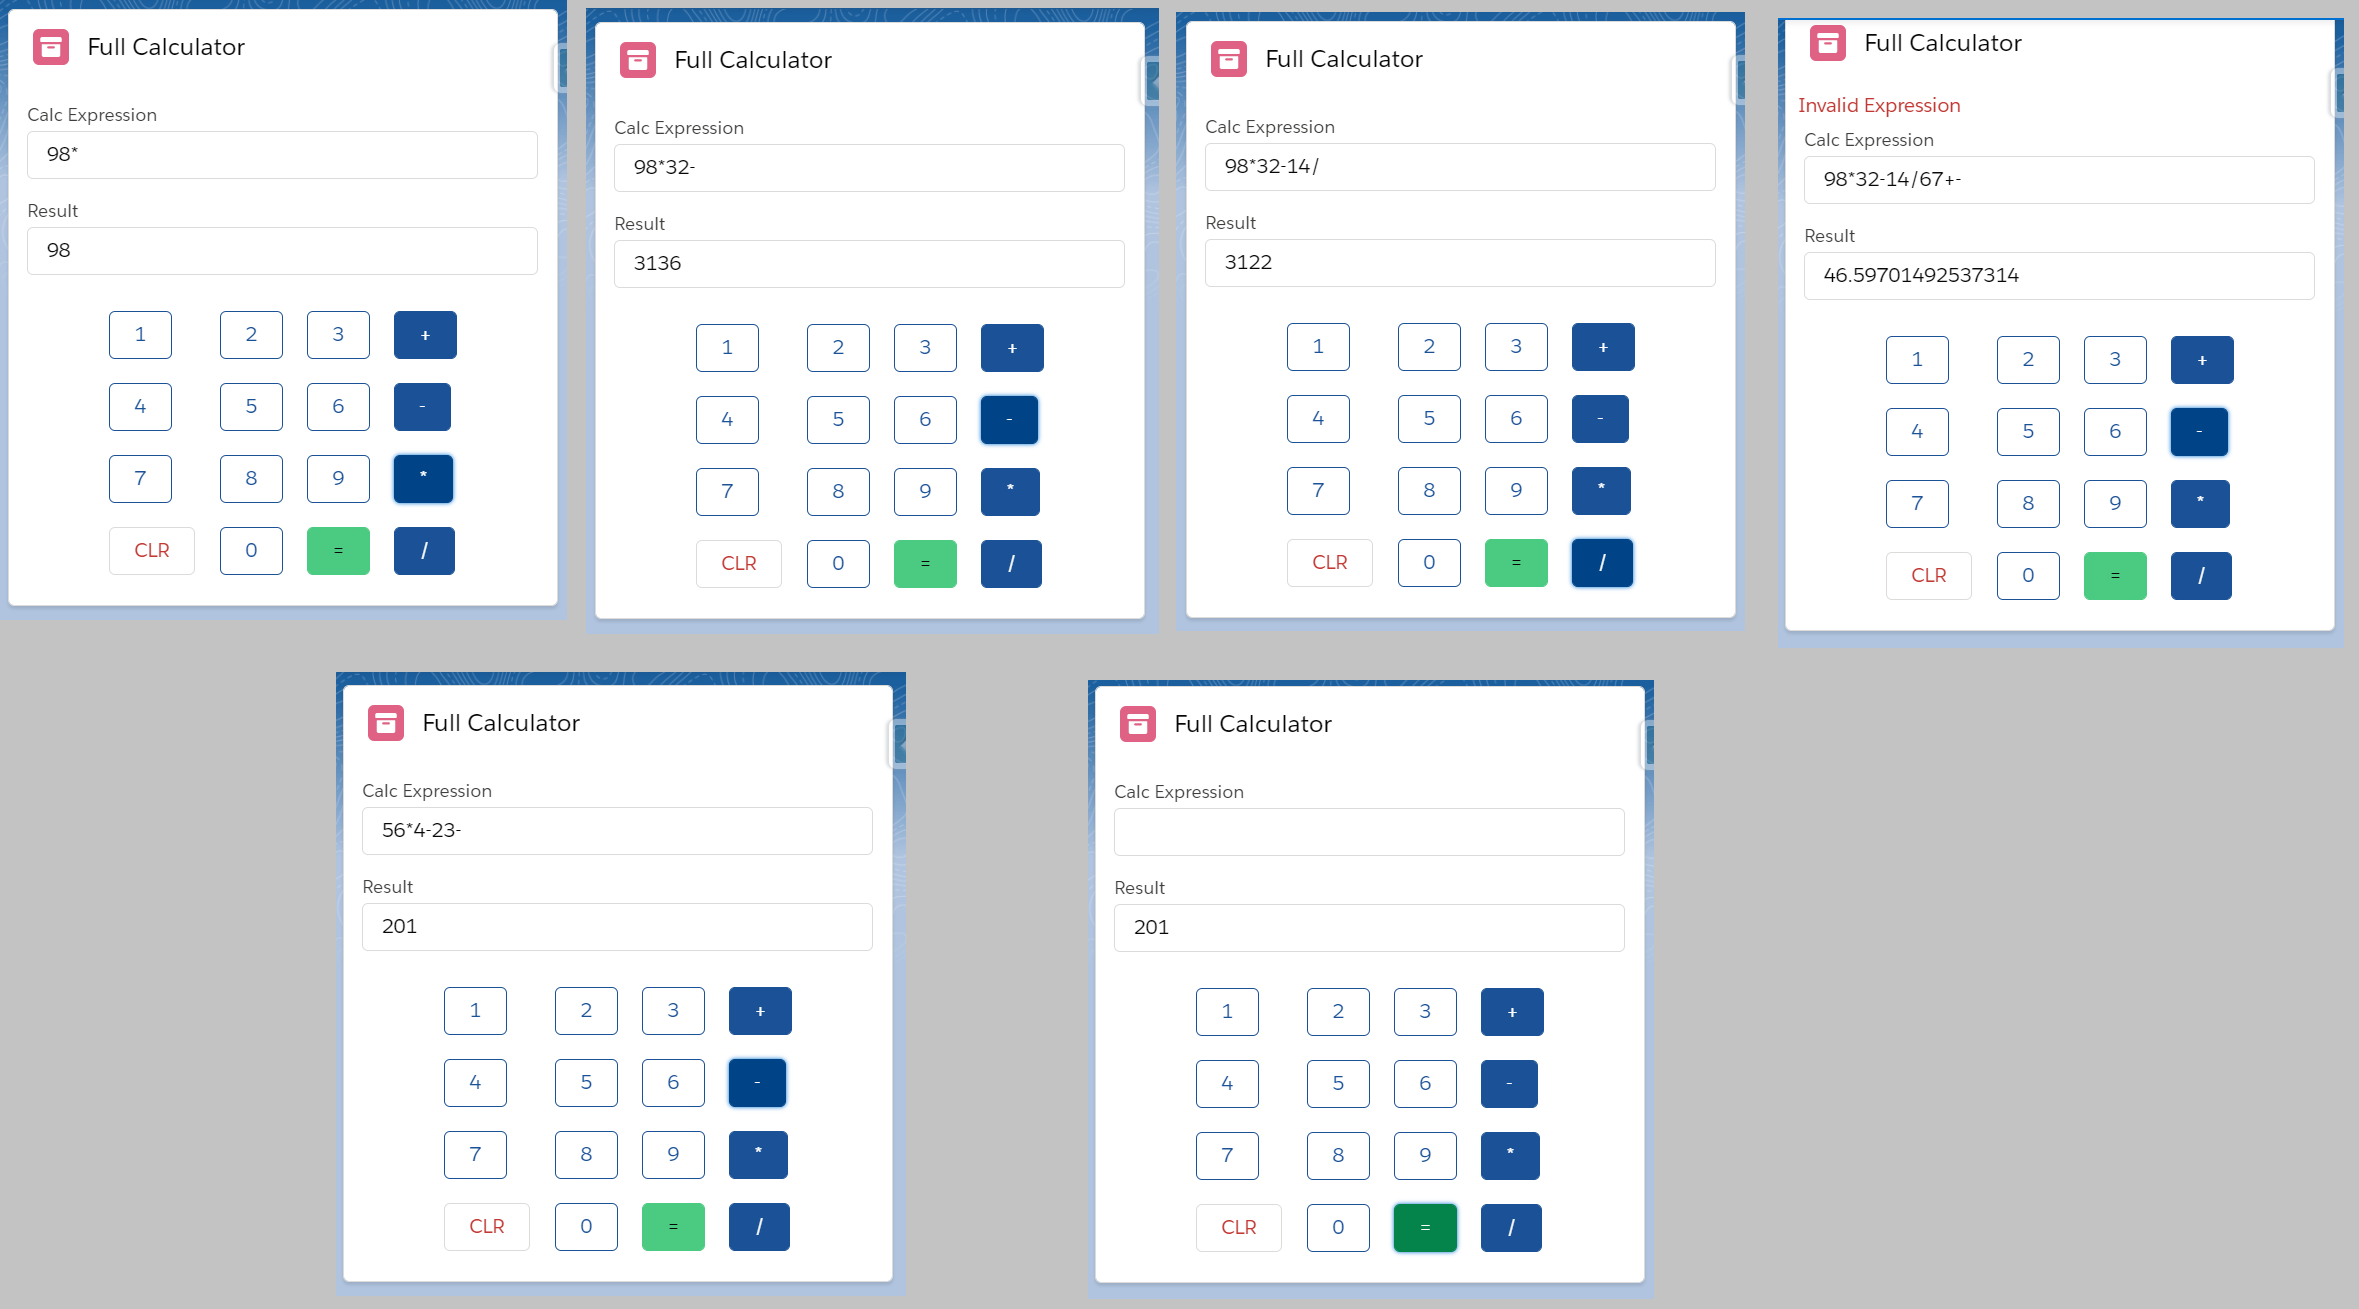 Full Calculator
Calc Expression
98*
Result
98
1 2 3 +
4 5 6 -
7 8 9 *
CLR 0 = /
Full Calculator
Calc Expression
98*32-
Result
3136
1 2 3 +
4 5 6 -
7 8 9 *
CLR 0 = /
Full Calculator
Calc Expression
98*32-14/
Result
3122
1 2 3 +
4 5 6 -
7 8 9 *
CLR 0 = /
Full Calculator
Invalid Expression
Calc Expression
98*32-14/67+-
Result
46.59701492537314
1 2 3 +
4 5 6 -
7 8 9 *
CLR 0 = /
Full Calculator
Calc Expression
56*4-23-
Result
201
1 2 3 +
4 5 6 -
7 8 9 *
CLR 0 = /
Full Calculator
Calc Expression
Result
201
1 2 3 +
4 5 6 -
7 8 9 *
CLR 0 = /